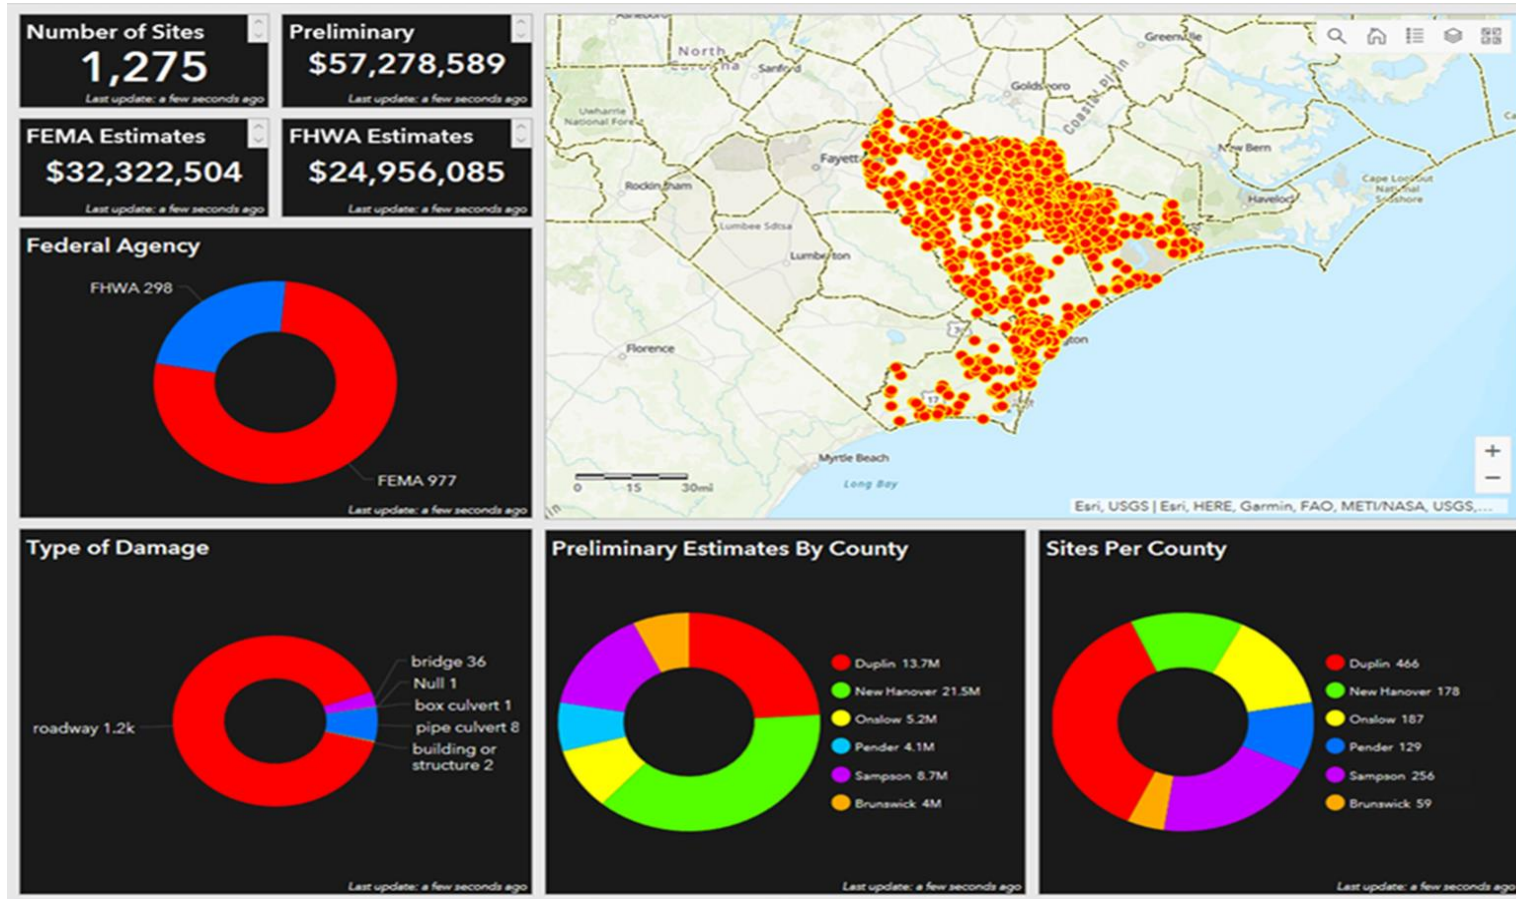 Number of Sites
1,275
Last update: a few seconds ago
Preliminary
$57,278,589
Last update: a few seconds ago
FEMA Estimates
$32,322,504
Last update: a few seconds ago
FHWA Estimates
$24,956,085
Last update: a few seconds ago
Federal Agency
FHWA 298
FEMA 977
Last update: a few seconds ago
North
Carolina
Sanford
Greenville
Goldsboro
Coastal Plain
Uwharrie
National Fore
Fayett
New Bern
Rockingham
Cape Lookout
National
Seashore
Havelock
Lumbee Sdtsa
Lumberton
Florence
gton
17
Myrtle Beach
Long Bay
0 15 30mi
+
−
Esri, USGS | Esri, HERE, Garmin, FAO, METI/NASA, USGS,...
Type of Damage
bridge 36
Null 1
box culvert 1
roadway 1.2k
pipe culvert 8
building or
structure 2
Last update: a few seconds ago
Preliminary Estimates By County
Duplin 13.7M
New Hanover 21.5M
Onslow 5.2M
Pender 4.1M
Sampson 8.7M
Brunswick 4M
Last update: a few seconds ago
Sites Per County
Duplin 466
New Hanover 178
Onslow 187
Pender 129
Sampson 256
Brunswick 59
Last update: a few seconds ago